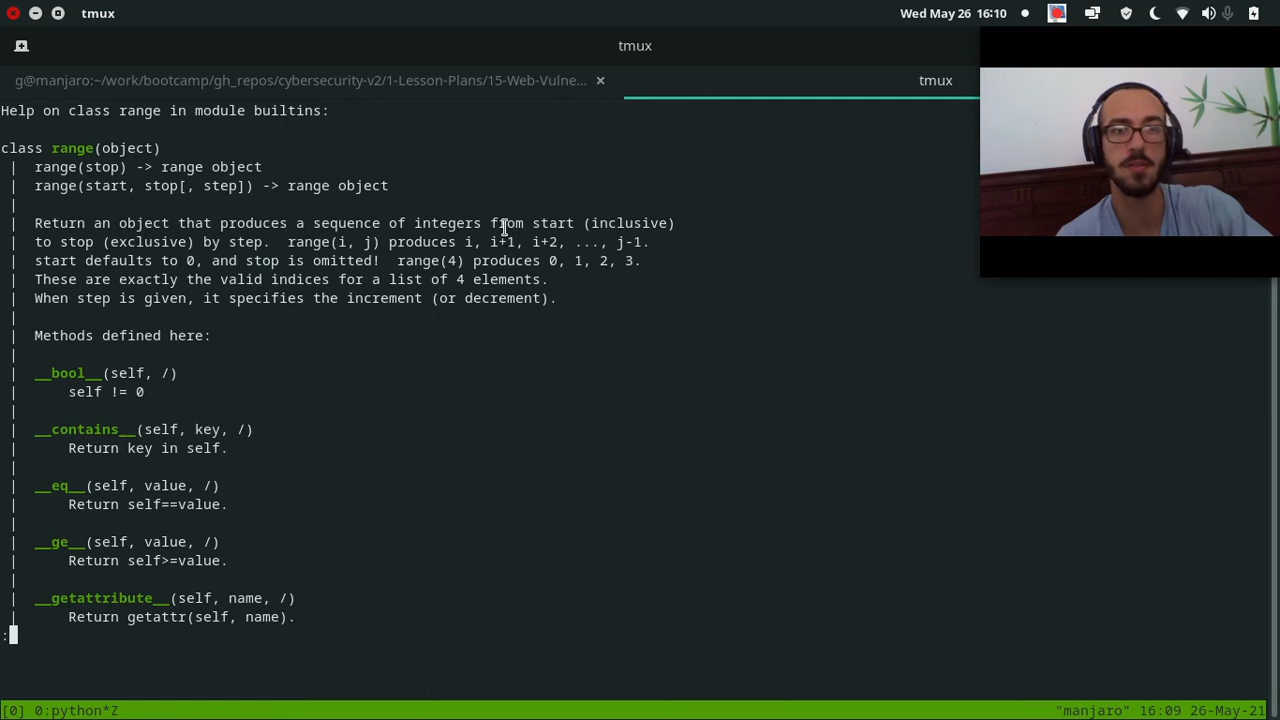 tmux
Wed May 26 16:10
tmux
g@manjaro:~/work/bootcamp/gh_repos/cybersecurity-v2/1-Lesson-Plans/15-Web-Vulne... ×
tmux
Help on class range in module builtins:
class range(object)
 |  range(stop) -> range object
 |  range(start, stop[, step]) -> range object
 |
 |  Return an object that produces a sequence of integers from start (inclusive)
 |  to stop (exclusive) by step.  range(i, j) produces i, i+1, i+2, ..., j-1.
 |  start defaults to 0, and stop is omitted!  range(4) produces 0, 1, 2, 3.
 |  These are exactly the valid indices for a list of 4 elements.
 |  When step is given, it specifies the increment (or decrement).
 |
 |  Methods defined here:
 |
 |  __bool__(self, /)
 |      self != 0
 |
 |  __contains__(self, key, /)
 |      Return key in self.
 |
 |  __eq__(self, value, /)
 |      Return self==value.
 |
 |  __ge__(self, value, /)
 |      Return self>=value.
 |
 |  __getattribute__(self, name, /)
 |      Return getattr(self, name).
:
[0] 0:python*Z
"manjaro" 16:09 26-May-21